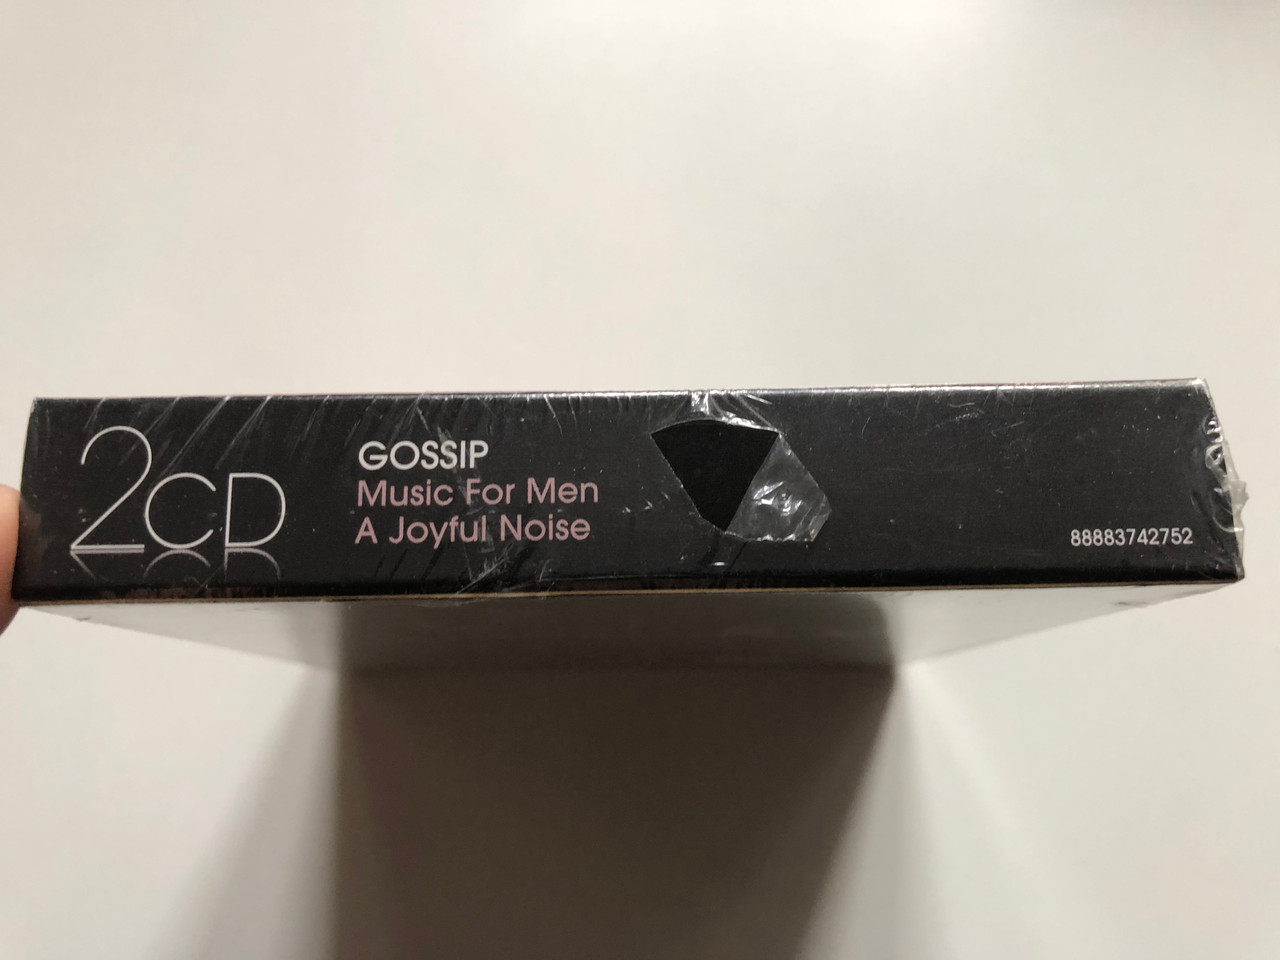 2CD
GOSSIP
Music For Men
A Joyful Noise
88883742752